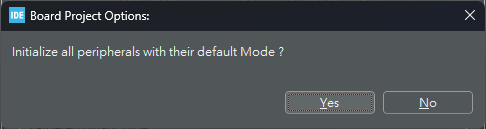 IDE Board Project Options:
Initialize all peripherals with their default Mode ?
Yes No